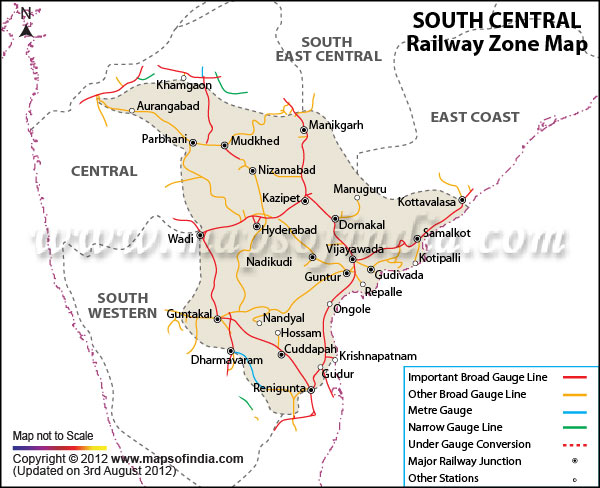 SOUTH CENTRAL
Railway Zone Map
N
SOUTH
EAST CENTRAL
Khamgaon
Aurangabad
Manikgarh
EAST COAST
Parbhani
Mudkhed
CENTRAL
Nizamabad
Manuguru
Kazipet
Kottavalasa
Dornakal
Hyderabad
Wadi
Samalkot
www.mapsofindia.com
Vijayawada
Nadikudi
Kotipalli
Guntur
Gudivada
Repalle
SOUTH
WESTERN
Ongole
Guntakal
Nandyal
Hossam
Cuddapah
Dharmavaram
Krishnapatnam
Gudur
Renigunta
Important Broad Gauge Line
Other Broad Gauge Line
Metre Gauge
Narrow Gauge Line
Under Gauge Conversion
Major Railway Junction
Other Stations
Map not to Scale
Copyright © 2012 www.mapsofindia.com
(Updated on 3rd August 2012)